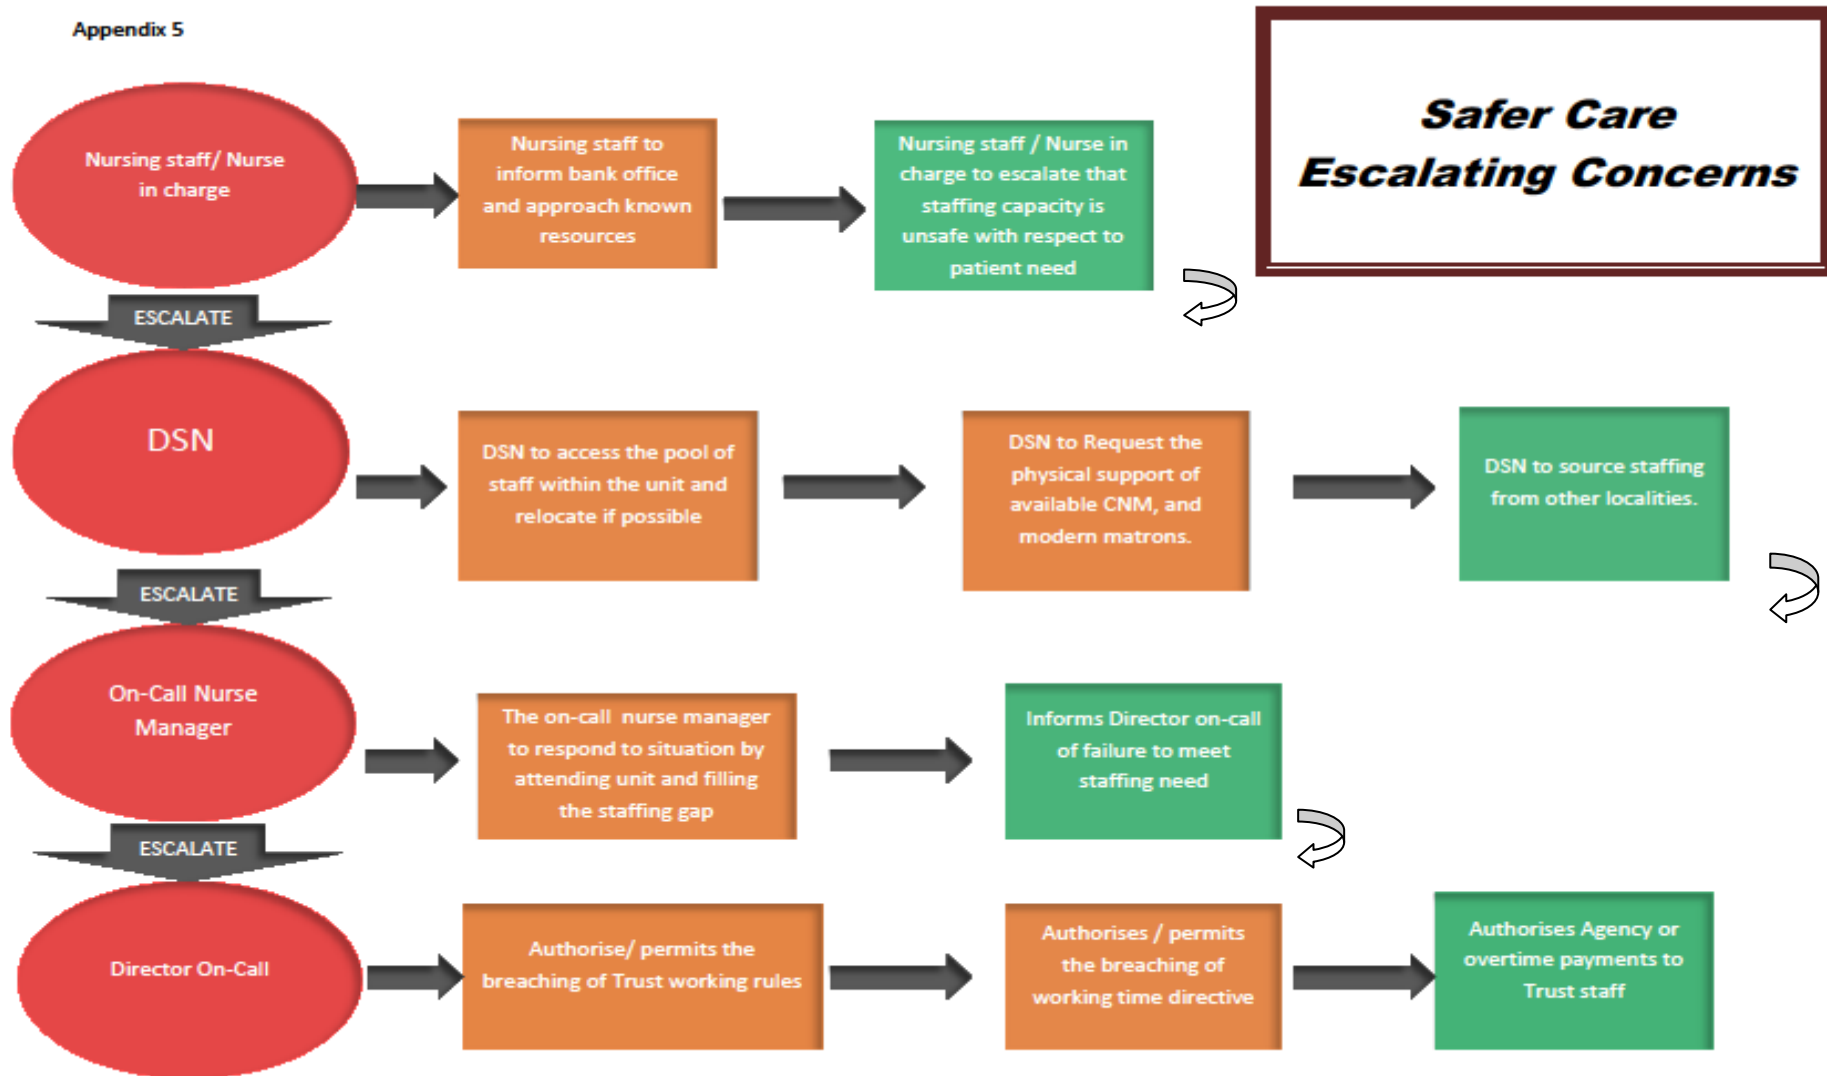 Appendix 5
Safer Care
Escalating Concerns
Nursing staff/ Nurse
in charge
Nursing staff to
inform bank office
and approach known
resources
Nursing staff / Nurse in
charge to escalate that
staffing capacity is
unsafe with respect to
patient need
ESCALATE
DSN
DSN to access the pool of
staff within the unit and
relocate if possible
DSN to Request the
physical support of
available CNM, and
modern matrons.
DSN to source staffing
from other localities.
ESCALATE
On-Call Nurse
Manager
The on-call nurse manager
to respond to situation by
attending unit and filling
the staffing gap
Informs Director on-call
of failure to meet
staffing need
ESCALATE
Director On-Call
Authorise/ permits the
breaching of Trust working rules
Authorises / permits
the breaching of
working time directive
Authorises Agency or
overtime payments to
Trust staff